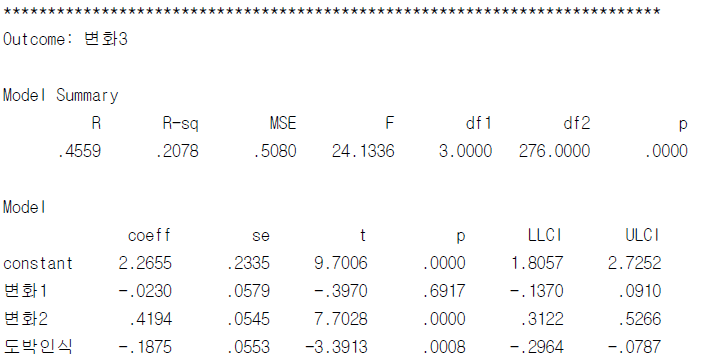 **************************************************************************
Outcome: 변화3
Model Summary
R R-sq MSE F df1 df2 p
.4559 .2078 .5080 24.1336 3.0000 276.0000 .0000
Model
coeff se t p LLCI ULCI
constant 2.2655 .2335 9.7006 .0000 1.8057 2.7252
변화1 -.0230 .0579 -.3970 .6917 -.1370 .0910
변화2 .4194 .0545 7.7028 .0000 .3122 .5266
도박인식 -.1875 .0553 -3.3913 .0008 -.2964 -.0787